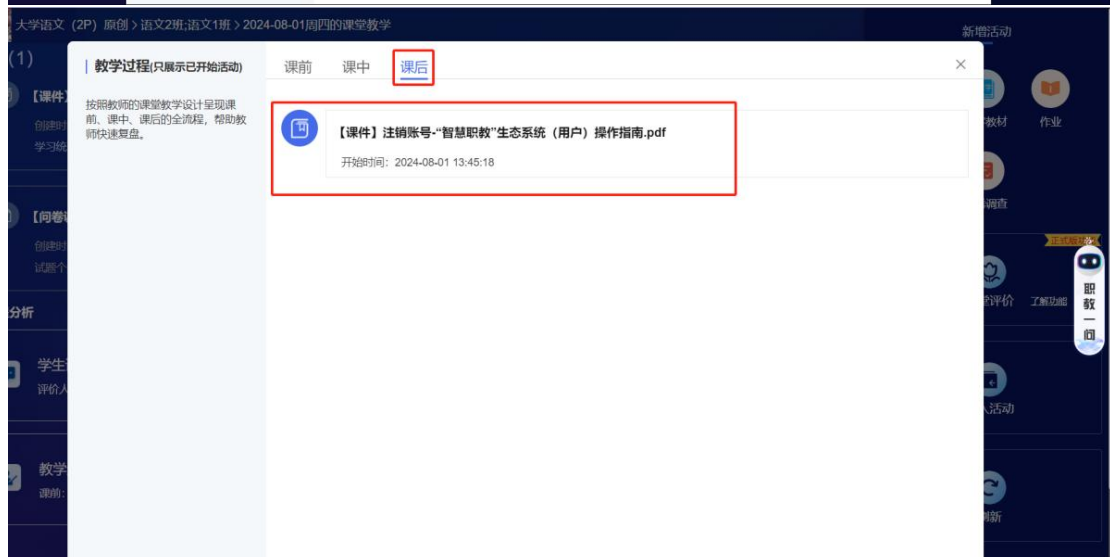 大学语文 (2P) 原创 > 语文2班;语文1班 > 2024-08-01周四的课堂教学
新增活动
(1)
教学过程(只展示已开始活动)
课前
课中
课后
按照教师的课堂教学设计呈现课
前、课中、课后的全流程，帮助教
师快速复盘。
【课件】注销账号-“智慧职教”生态系统（用户）操作指南.pdf
开始时间：2024-08-01 13:45:18
【课件】
创建时
学习统
【问卷
创建时
试题个
分析
学生
评价人
教学
课前:
教材
作业
调查
正式版
评价
了解功能
职
教
一
问
活动
刷新